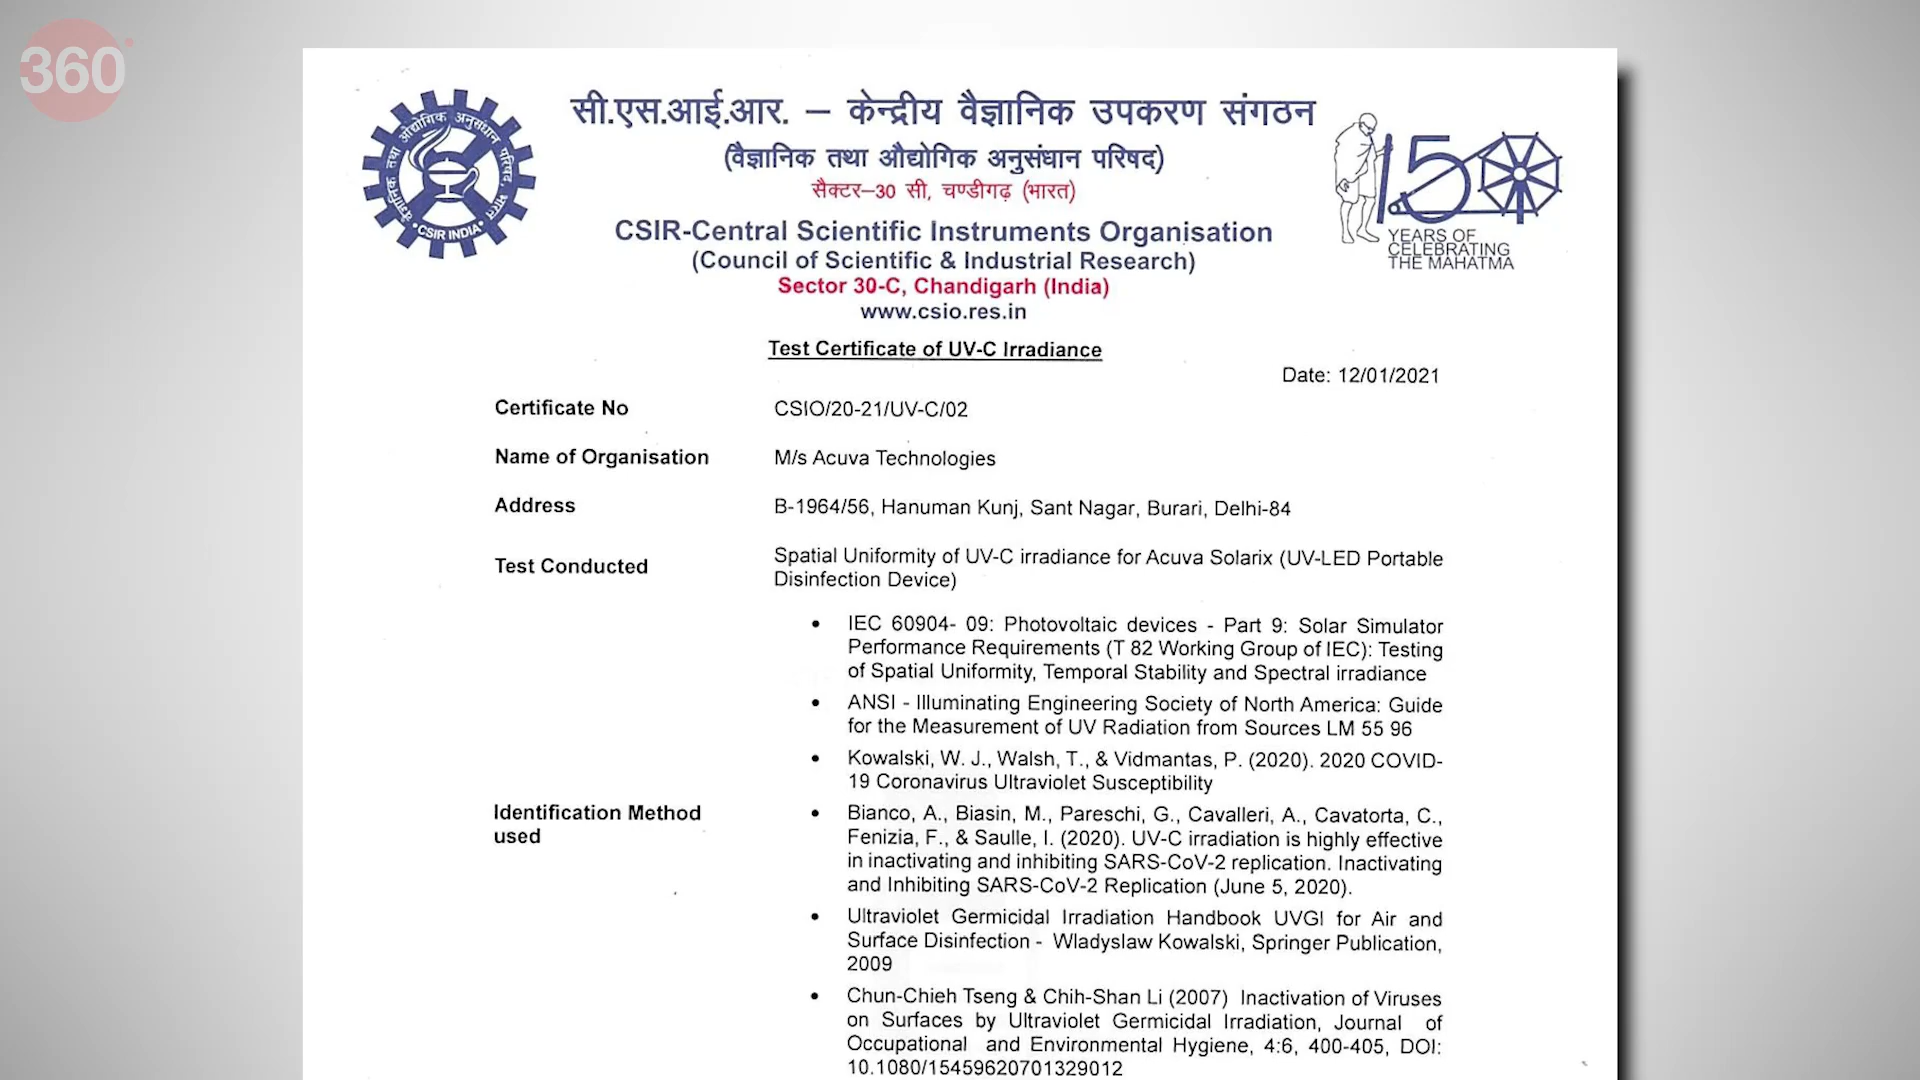 360°
सी.एस.आई.आर. – केन्द्रीय वैज्ञानिक उपकरण संगठन
(वैज्ञानिक तथा औद्योगिक अनुसंधान परिषद)
सैक्टर–30 सी, चण्डीगढ़ (भारत)
वैज्ञानिक तथा औद्योगिक अनुसंधान परिषद, भारत
• CSIR INDIA •
150
YEARS OF
CELEBRATING
THE MAHATMA
CSIR-Central Scientific Instruments Organisation
(Council of Scientific & Industrial Research)
Sector 30-C, Chandigarh (India)
www.csio.res.in
Test Certificate of UV-C Irradiance
Date: 12/01/2021
Certificate No CSIO/20-21/UV-C/02
Name of Organisation M/s Acuva Technologies
Address B-1964/56, Hanuman Kunj, Sant Nagar, Burari, Delhi-84
Test Conducted Spatial Uniformity of UV-C irradiance for Acuva Solarix (UV-LED Portable
Disinfection Device)
• IEC 60904- 09: Photovoltaic devices - Part 9: Solar Simulator
Performance Requirements (T 82 Working Group of IEC): Testing
of Spatial Uniformity, Temporal Stability and Spectral irradiance
• ANSI - Illuminating Engineering Society of North America: Guide
for the Measurement of UV Radiation from Sources LM 55 96
• Kowalski, W. J., Walsh, T., & Vidmantas, P. (2020). 2020 COVID-
19 Coronavirus Ultraviolet Susceptibility
Identification Method
used
• Bianco, A., Biasin, M., Pareschi, G., Cavalleri, A., Cavatorta, C.,
Fenizia, F., & Saulle, I. (2020). UV-C irradiation is highly effective
in inactivating and inhibiting SARS-CoV-2 replication. Inactivating
and Inhibiting SARS-CoV-2 Replication (June 5, 2020).
• Ultraviolet Germicidal Irradiation Handbook UVGI for Air and
Surface Disinfection - Wladyslaw Kowalski, Springer Publication,
2009
• Chun-Chieh Tseng & Chih-Shan Li (2007) Inactivation of Viruses
on Surfaces by Ultraviolet Germicidal Irradiation, Journal of
Occupational and Environmental Hygiene, 4:6, 400-405, DOI:
10.1080/15459620701329012